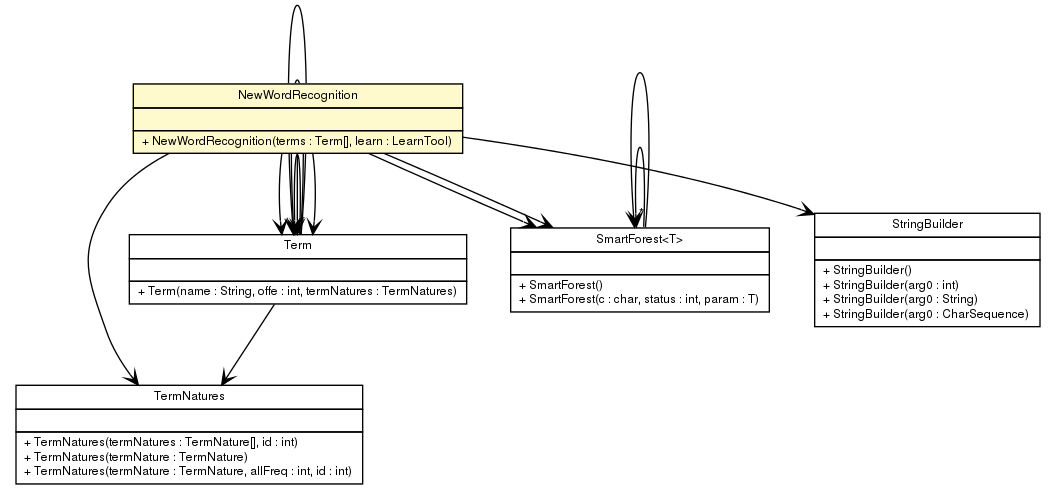 NewWordRecognition
+ NewWordRecognition(terms : Term[], learn : LearnTool)
Term
+ Term(name : String, offe : int, termNatures : TermNatures)
SmartForest<T>
+ SmartForest()
+ SmartForest(c : char, status : int, param : T)
StringBuilder
+ StringBuilder()
+ StringBuilder(arg0 : int)
+ StringBuilder(arg0 : String)
+ StringBuilder(arg0 : CharSequence)
TermNatures
+ TermNatures(termNatures : TermNature[], id : int)
+ TermNatures(termNature : TermNature)
+ TermNatures(termNature : TermNature, allFreq : int, id : int)